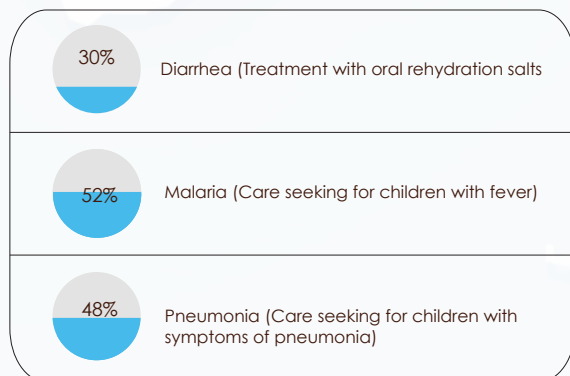 30%
Diarrhea (Treatment with oral rehydration salts
52%
Malaria (Care seeking for children with fever)
48%
Pneumonia (Care seeking for children with
symptoms of pneumonia)